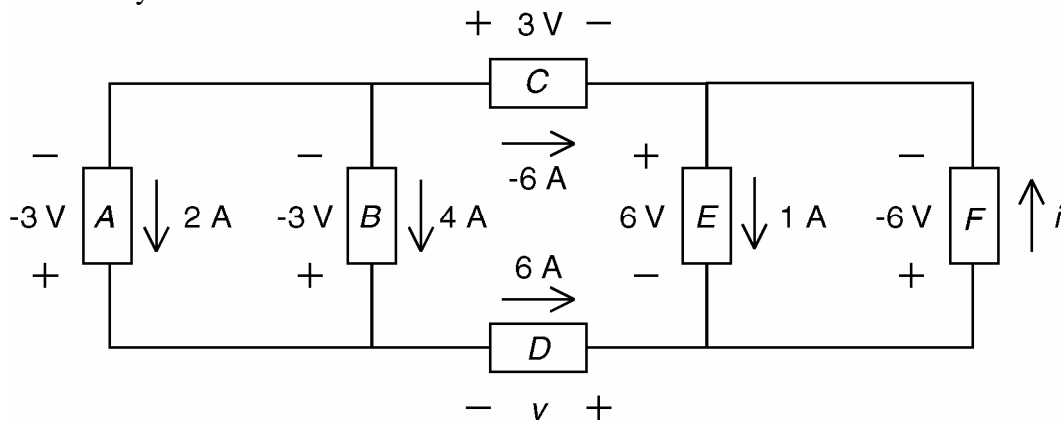 + 3 V −
C
-6 A
− − + −
-3 V A 2 A -3 V B 4 A 6 V E 1 A -6 V F i
+ + − +
6 A
D
− v +